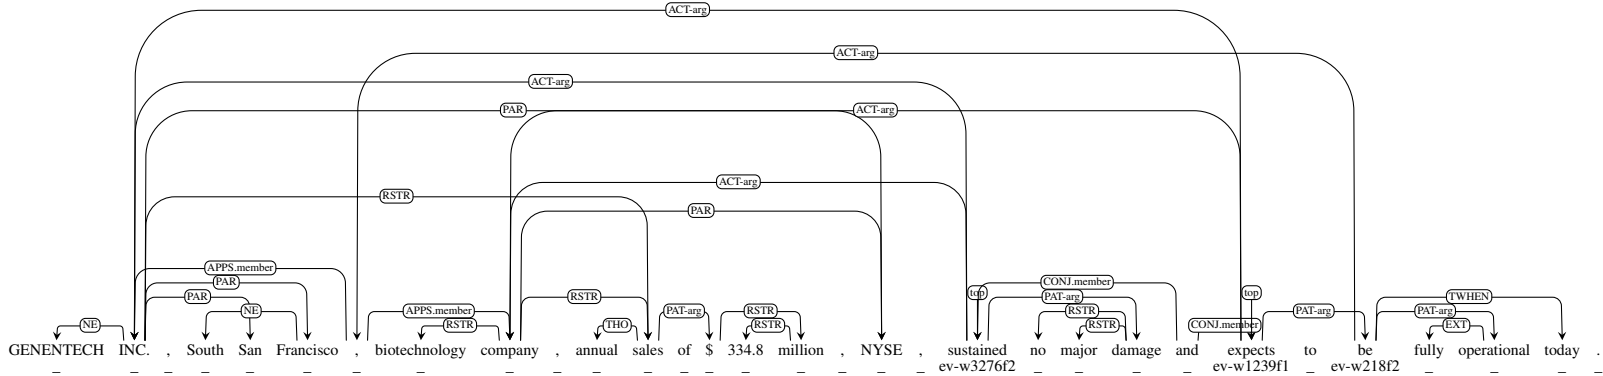 ACT-arg
ACT-arg
ACT-arg
PAR ACT-arg
ACT-arg
RSTR
PAR
APPS.member
PAR CONJ.member
top top
PAR RSTR PAT-arg TWHEN
NE APPS.member PAT-arg RSTR RSTR PAT-arg PAT-arg
NE RSTR THO RSTR RSTR CONJ.member EXT
GENENTECH INC. , South San Francisco , biotechnology company , annual sales of $ 334.8 million , NYSE , sustained no major damage and expects to be fully operational today .
_ _ _ _ _ _ _ _ _ _ _ _ _ _ _ _ _ _ _ ev-w3276f2 _ _ _ _ ev-w1239f1 _ ev-w218f2 _ _ _ _